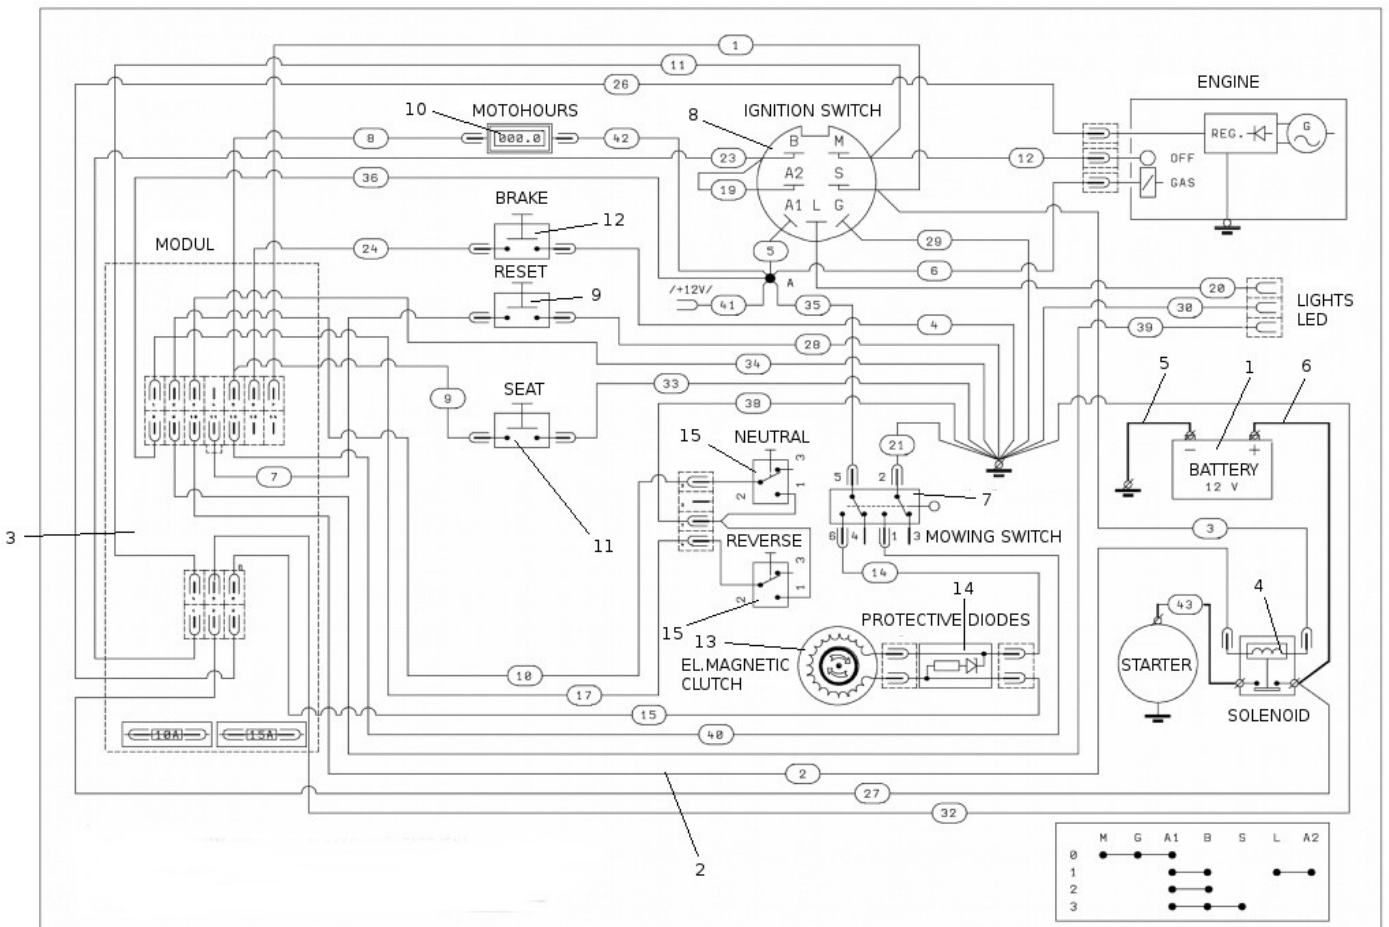 1
11
26
ENGINE
10 MOTOHOURS
8 IGNITION SWITCH
8 000.0 42
B M
REG. G
23 12 OFF
36 A2 S
19 GAS
BRAKE
12
A1 L G
MODUL
24 5 29
RESET
6
A
9 /+12V/ 41 35 20
LIGHTS
LED
30
4 39
28
34
5 1 6
33
SEAT
9 38
15 NEUTRAL
3
1
2
21
BATTERY
12 V
- +
5 2
7
7
3
11
REVERSE
6 4 1 3 MOWING SWITCH
3
3
1
2
14
15
14
4
PROTECTIVE DIODES
43
13
EL.MAGNETIC
CLUTCH
STARTER
10
17
15
SOLENOID
10A 15A
40
2
27
32
2
M G A1 B S L A2
0
1
2
3